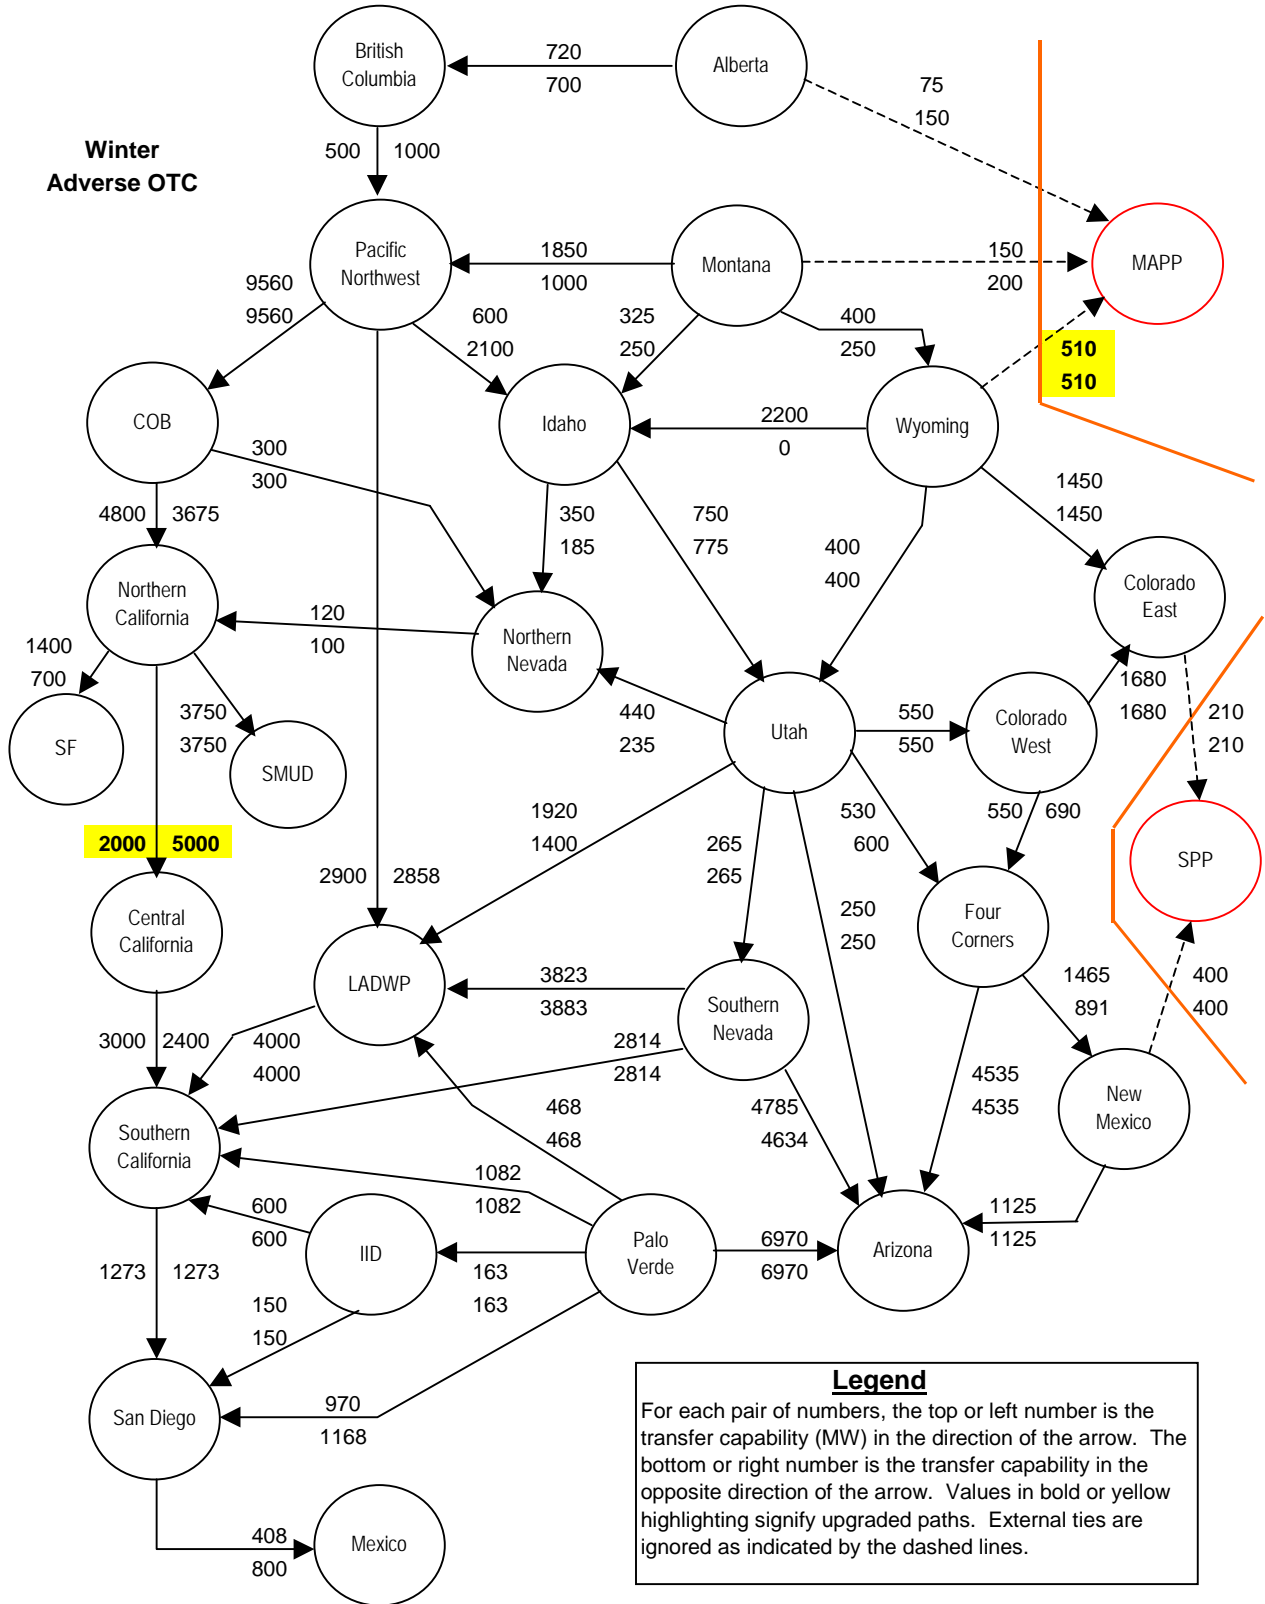 British
Columbia
720
700
Alberta
75
150
Winter
Adverse OTC
500 1000
Pacific
Northwest
1850
1000
Montana
150
200
MAPP
9560
9560
600
2100
325
250
400
250
510
510
COB
300
300
Idaho
2200
0
Wyoming
1450
1450
4800 3675
350
185
750
775
400
400
Northern
California
120
100
Northern
Nevada
Colorado
East
1400
700
3750
3750
SF
SMUD
440
235
Utah
550
550
Colorado
West
1680
1680
210
210
2000 5000
1920
1400
265
265
530
600
550 690
SPP
2900 2858
250
250
Central
California
LADWP
3823
3883
Southern
Nevada
Four
Corners
1465
891
400
400
3000 2400
4000
4000
2814
2814
4785
4634
4535
4535
New
Mexico
468
468
Southern
California
1082
1082
600
600
IID
163
163
Palo
Verde
6970
6970
Arizona
1125
1125
1273 1273
150
150
San Diego
970
1168
408
800
Mexico
Legend
For each pair of numbers, the top or left number is the
transfer capability (MW) in the direction of the arrow. The
bottom or right number is the transfer capability in the
opposite direction of the arrow. Values in bold or yellow
highlighting signify upgraded paths. External ties are
ignored as indicated by the dashed lines.